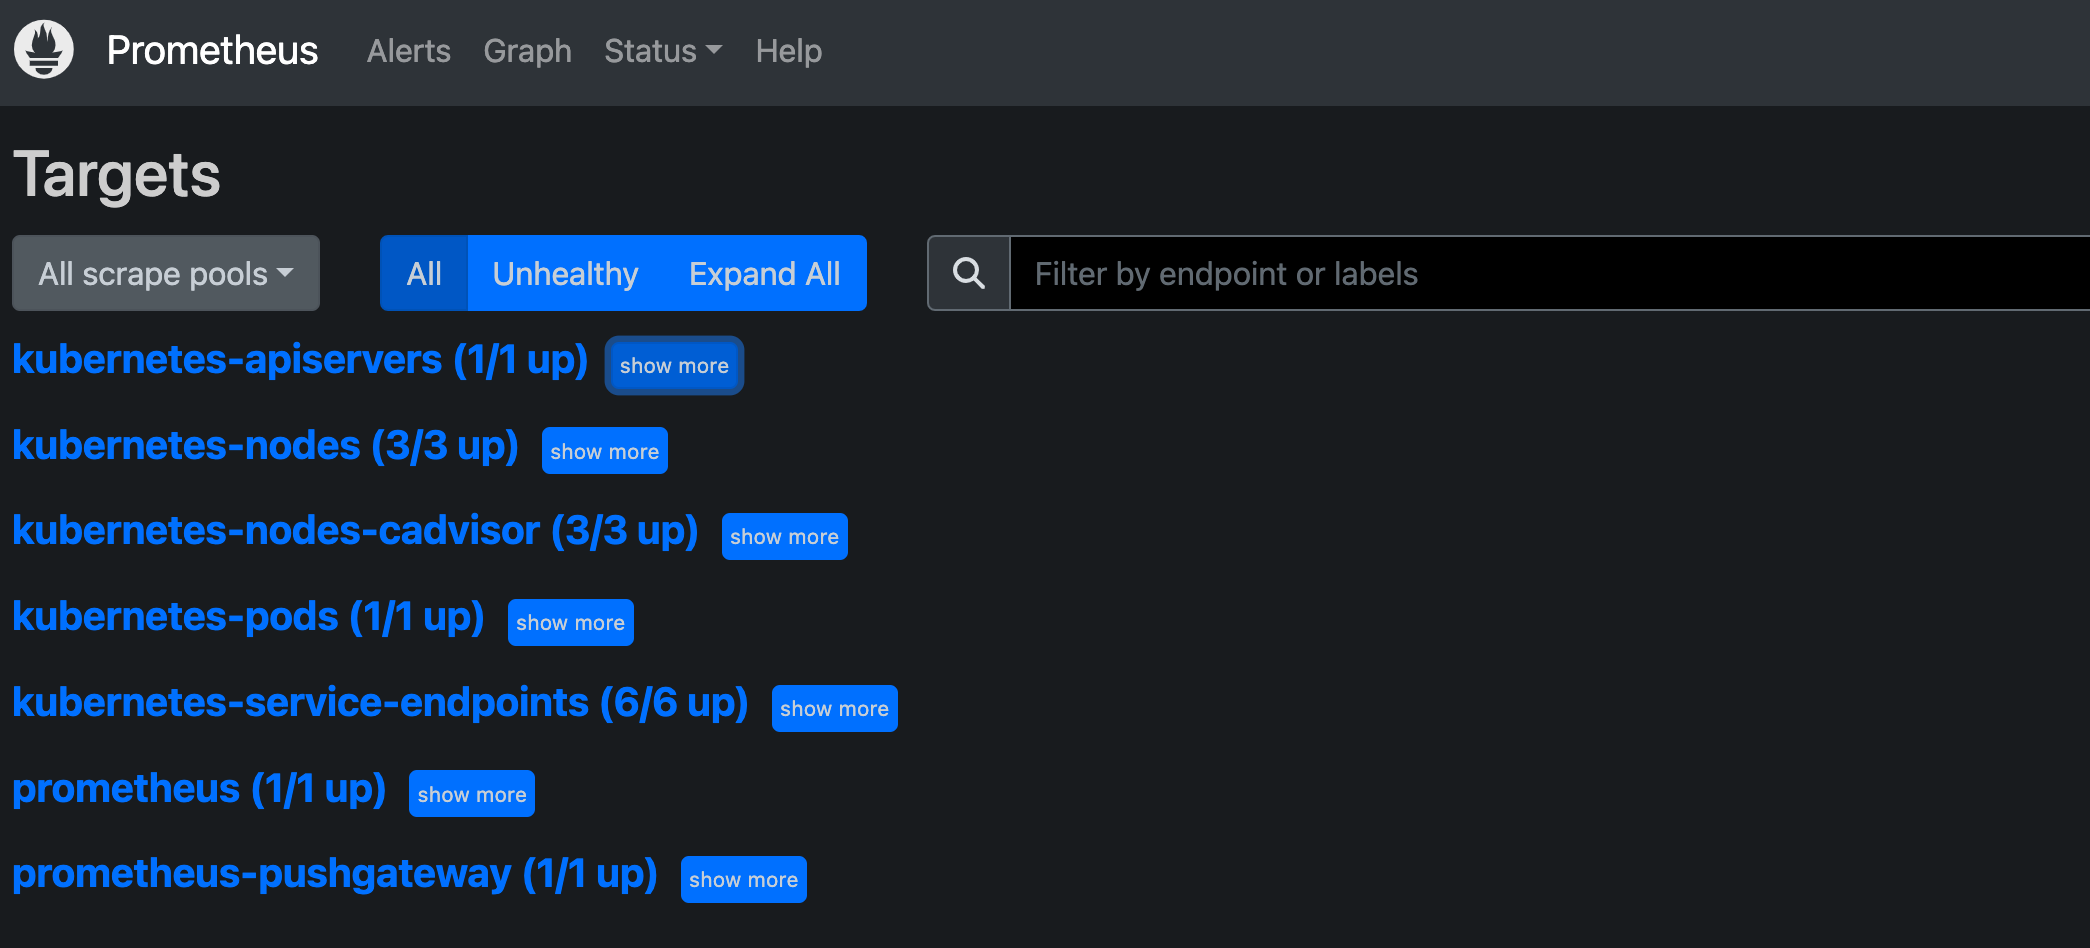 Prometheus Alerts Graph Status Help
Targets
All scrape pools All Unhealthy Expand All Filter by endpoint or labels
kubernetes-apiservers (1/1 up) show more
kubernetes-nodes (3/3 up) show more
kubernetes-nodes-cadvisor (3/3 up) show more
kubernetes-pods (1/1 up) show more
kubernetes-service-endpoints (6/6 up) show more
prometheus (1/1 up) show more
prometheus-pushgateway (1/1 up) show more